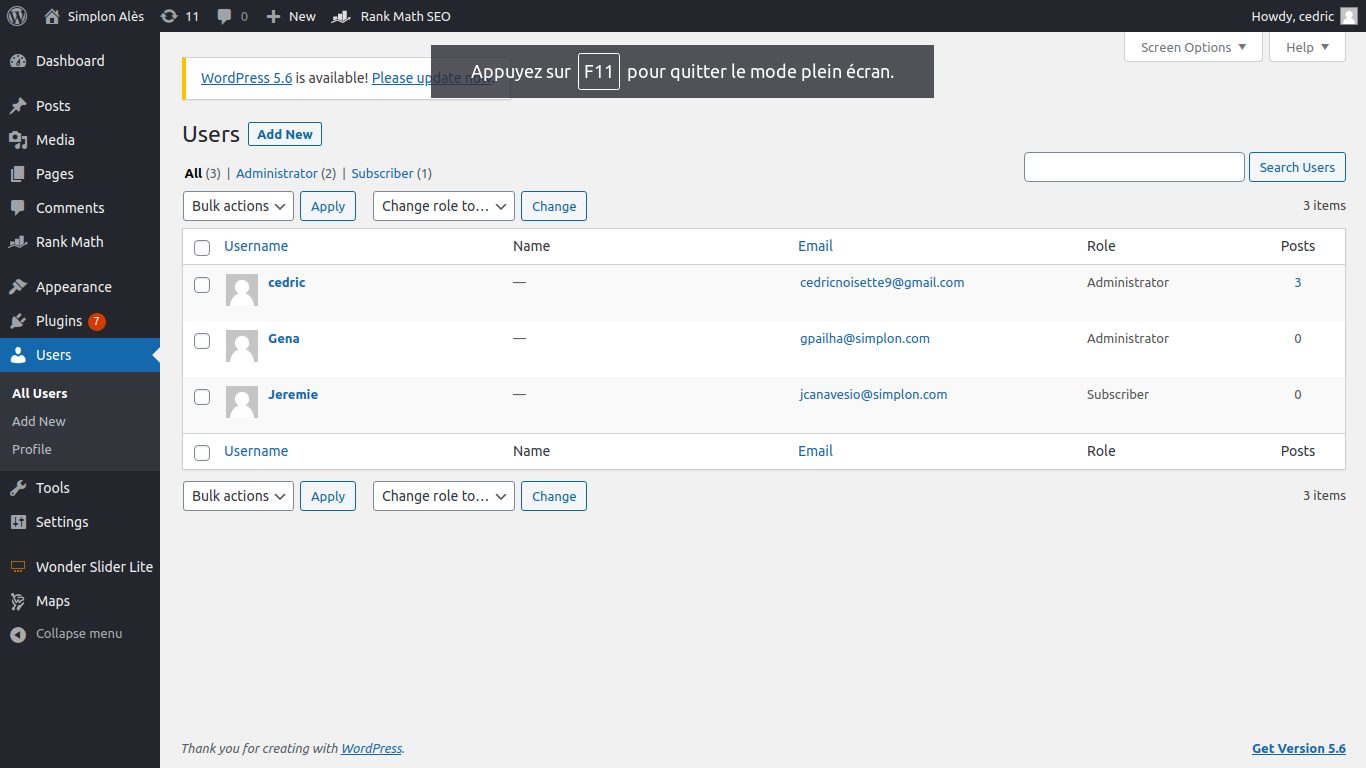 Simplon Alès 11 0 New Rank Math SEO Howdy, cedric
Dashboard
Posts
Media
Pages
Comments
Rank Math
Appearance
Plugins 7
Users
All Users
Add New
Profile
Tools
Settings
Wonder Slider Lite
Maps
Collapse menu
Screen Options Help
Appuyez sur F11 pour quitter le mode plein écran.
WordPress 5.6 is available! Please update now.
Users Add New
All (3) | Administrator (2) | Subscriber (1)
Search Users
Bulk actions Apply Change role to… Change 3 items
Username Name Email Role Posts
cedric — cedricnoisette9@gmail.com Administrator 3
Gena — gpailha@simplon.com Administrator 0
Jeremie — jcanavesio@simplon.com Subscriber 0
Username Name Email Role Posts
Bulk actions Apply Change role to… Change 3 items
Thank you for creating with WordPress. Get Version 5.6